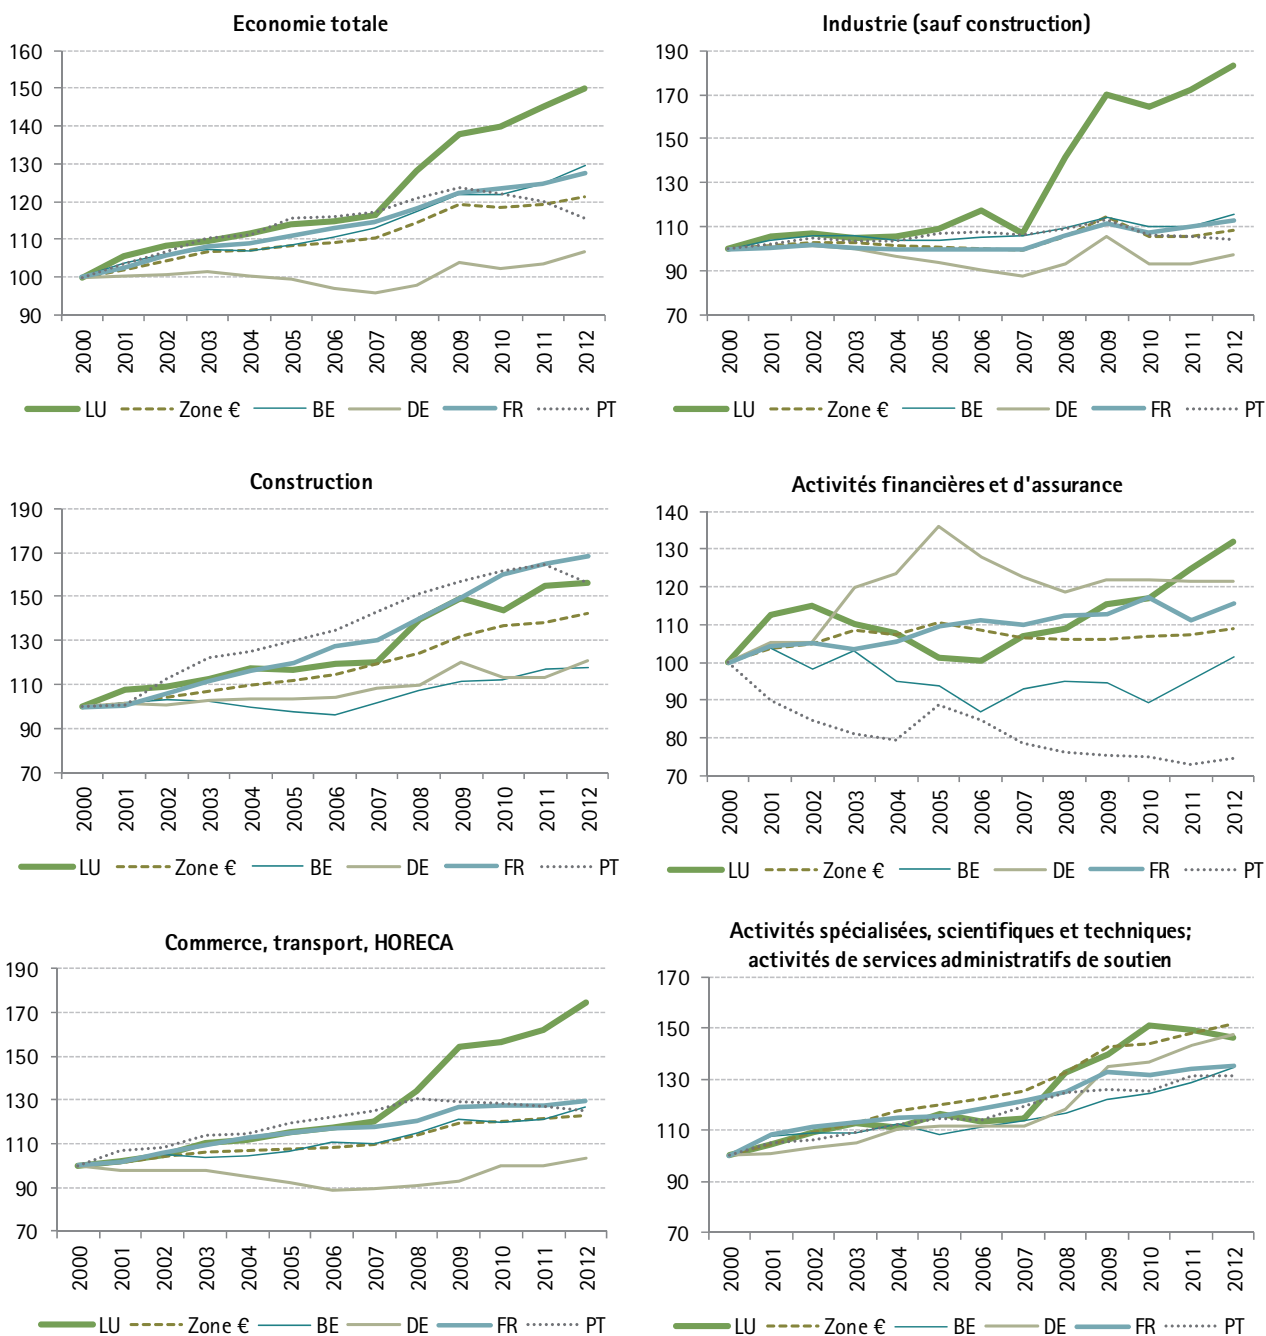 Economie totale
160
150
140
130
120
110
100
90
2000 2001 2002 2003 2004 2005 2006 2007 2008 2009 2010 2011 2012
LU Zone € BE DE FR PT
Industrie (sauf construction)
190
170
150
130
110
90
70
2000 2001 2002 2003 2004 2005 2006 2007 2008 2009 2010 2011 2012
LU Zone € BE DE FR PT
Construction
190
170
150
130
110
90
70
2000 2001 2002 2003 2004 2005 2006 2007 2008 2009 2010 2011 2012
LU Zone € BE DE FR PT
Activités financières et d'assurance
140
130
120
110
100
90
80
70
2000 2001 2002 2003 2004 2005 2006 2007 2008 2009 2010 2011 2012
LU Zone € BE DE FR PT
Commerce, transport, HORECA
190
170
150
130
110
90
70
2000 2001 2002 2003 2004 2005 2006 2007 2008 2009 2010 2011 2012
LU Zone € BE DE FR PT
Activités spécialisées, scientifiques et techniques;
activités de services administratifs de soutien
170
150
130
110
90
70
2000 2001 2002 2003 2004 2005 2006 2007 2008 2009 2010 2011 2012
LU Zone € BE DE FR PT